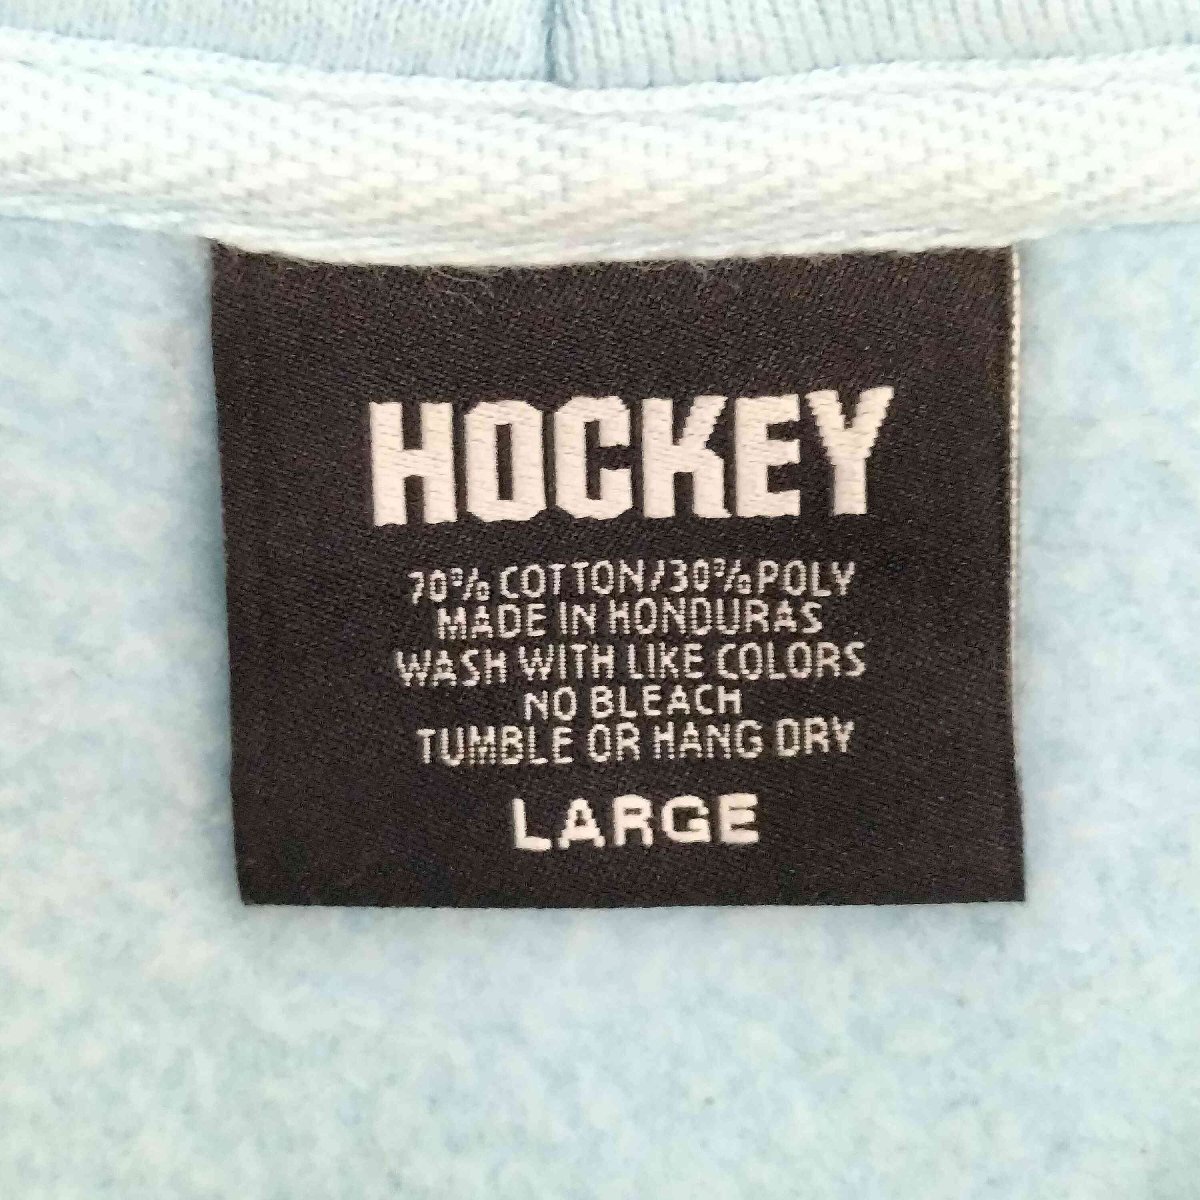 HOCKEY
70%COTTON/30%POLY
MADE IN HONDURAS
WASH WITH LIKE COLORS
NO BLEACH
TUMBLE OR HANG DRY
LARGE